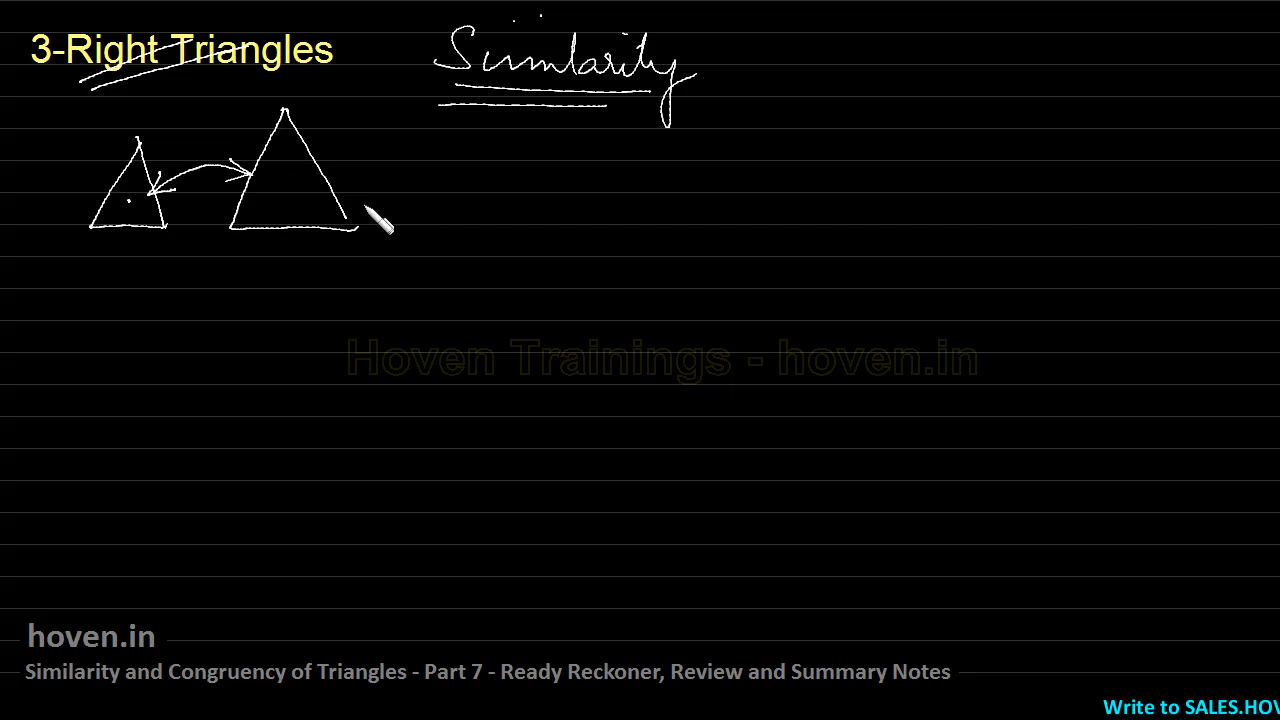 3-Right Triangles
Similarity
Hoven Trainings - hoven.in
hoven.in
Similarity and Congruency of Triangles - Part 7 - Ready Reckoner, Review and Summary Notes
Write to SALES.HOV